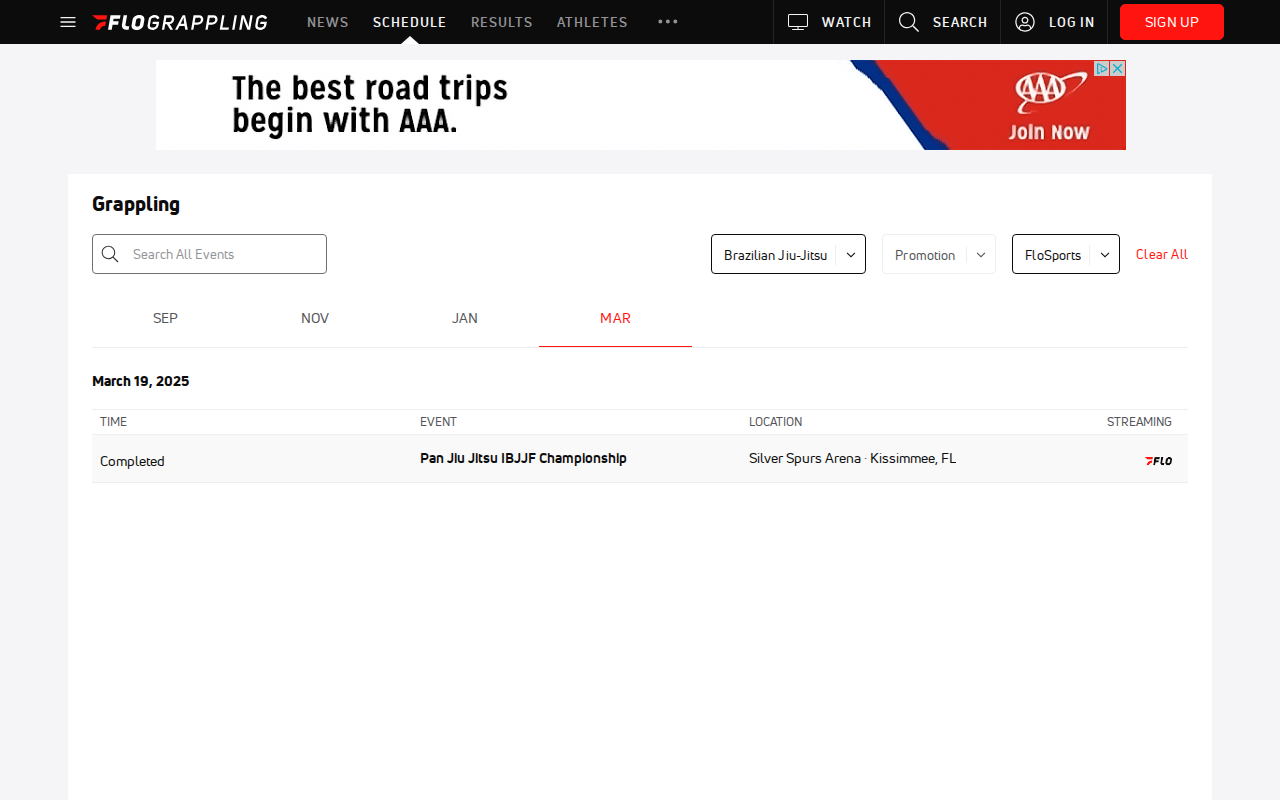 FLOGRAPPLING
NEWS
SCHEDULE
RESULTS
ATHLETES
WATCH
SEARCH
LOG IN
SIGN UP
The best road trips
begin with AAA.
AAA
Join Now
Grappling
Search All Events
Brazilian Jiu-Jitsu
Promotion
FloSports
Clear All
SEP
NOV
JAN
MAR
March 19, 2025
TIME
EVENT
LOCATION
STREAMING
Completed
Pan Jiu Jitsu IBJJF Championship
Silver Spurs Arena · Kissimmee, FL
FLO